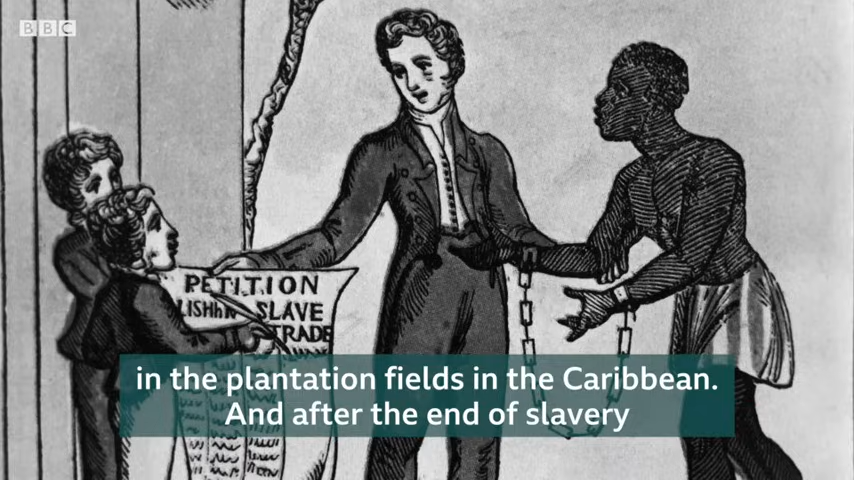 BBC
PETITION
SLAVE
TRADE
in the plantation fields in the Caribbean.
And after the end of slavery